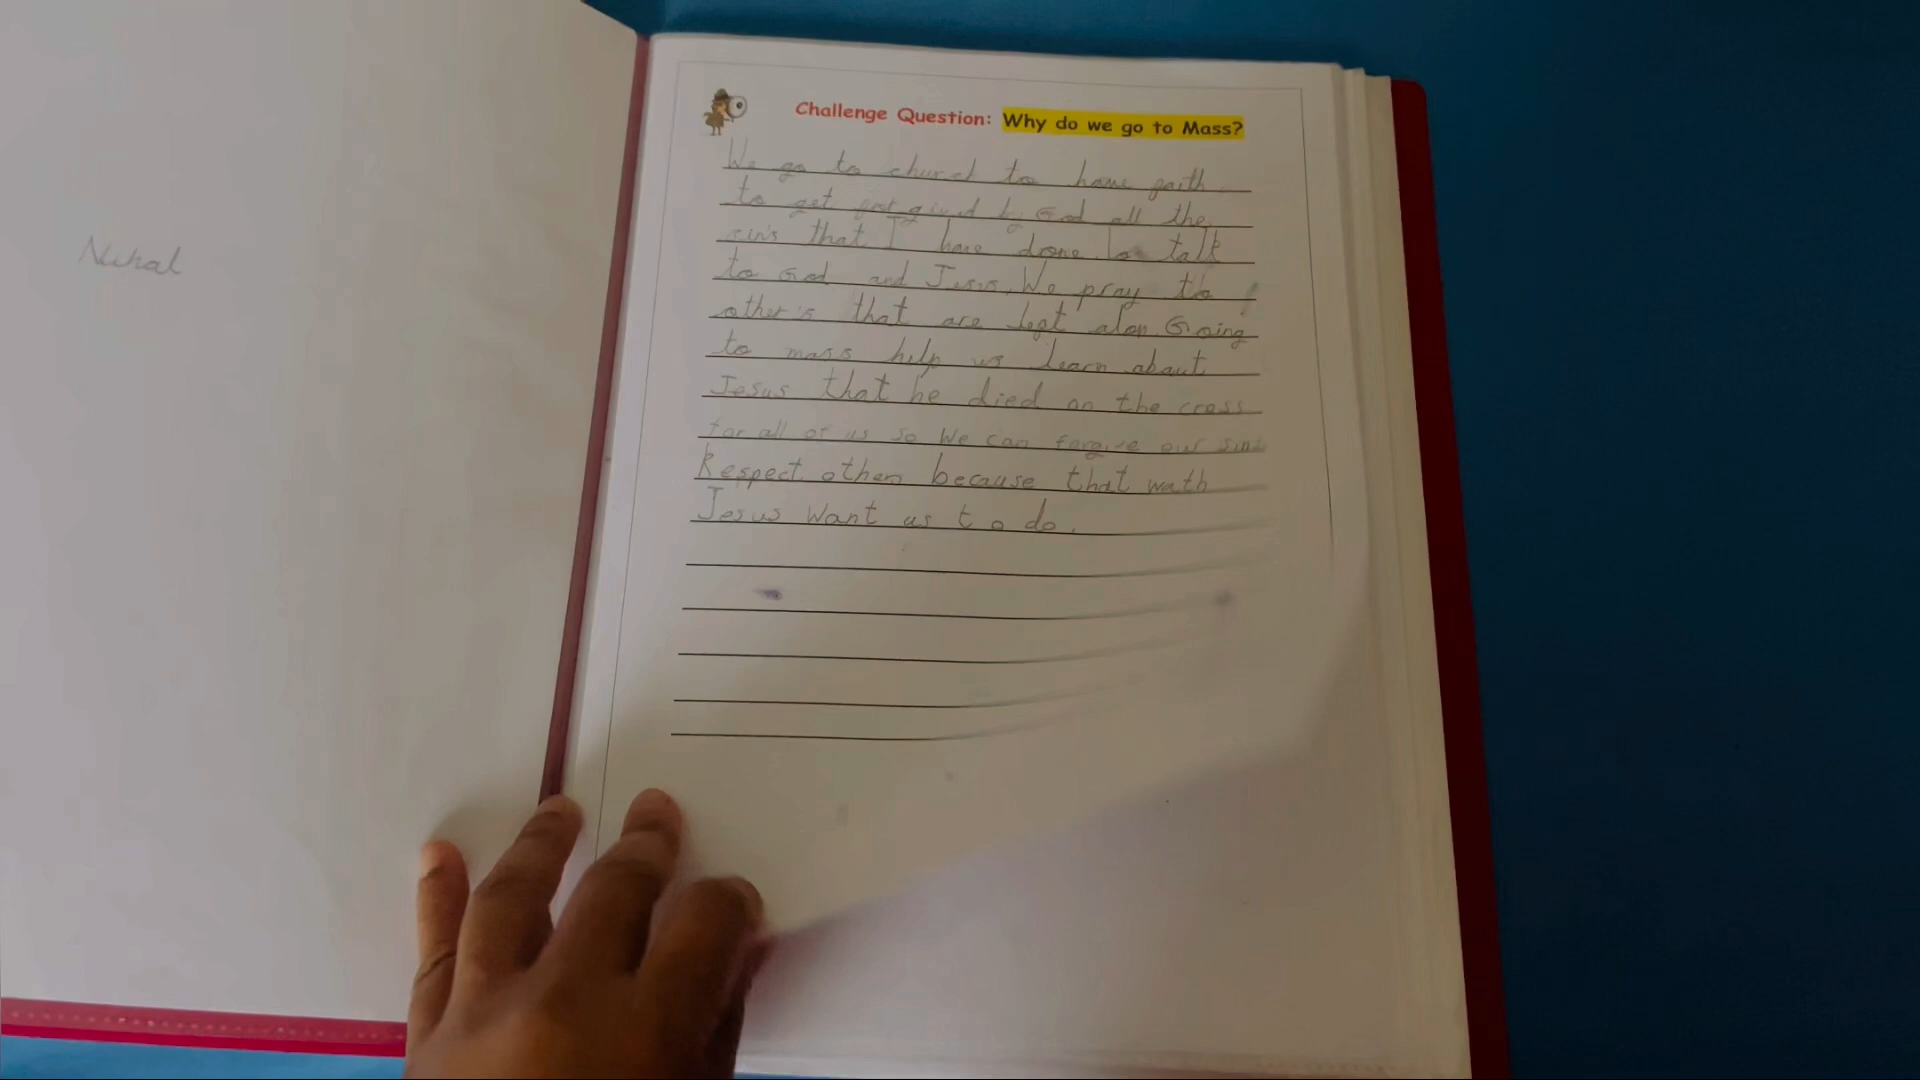 Challenge Question: Why do we go to Mass?
We go to church to have faith
to get forgived by God all the
sin's that I have done to talk
to God and Jesus. We pray to
other's that are left alon Going
to mass help us learn about
Jesus that he died on the cross
for all of us so We can forgive our sins
Respect others because that wath
Jesus Want us to do.